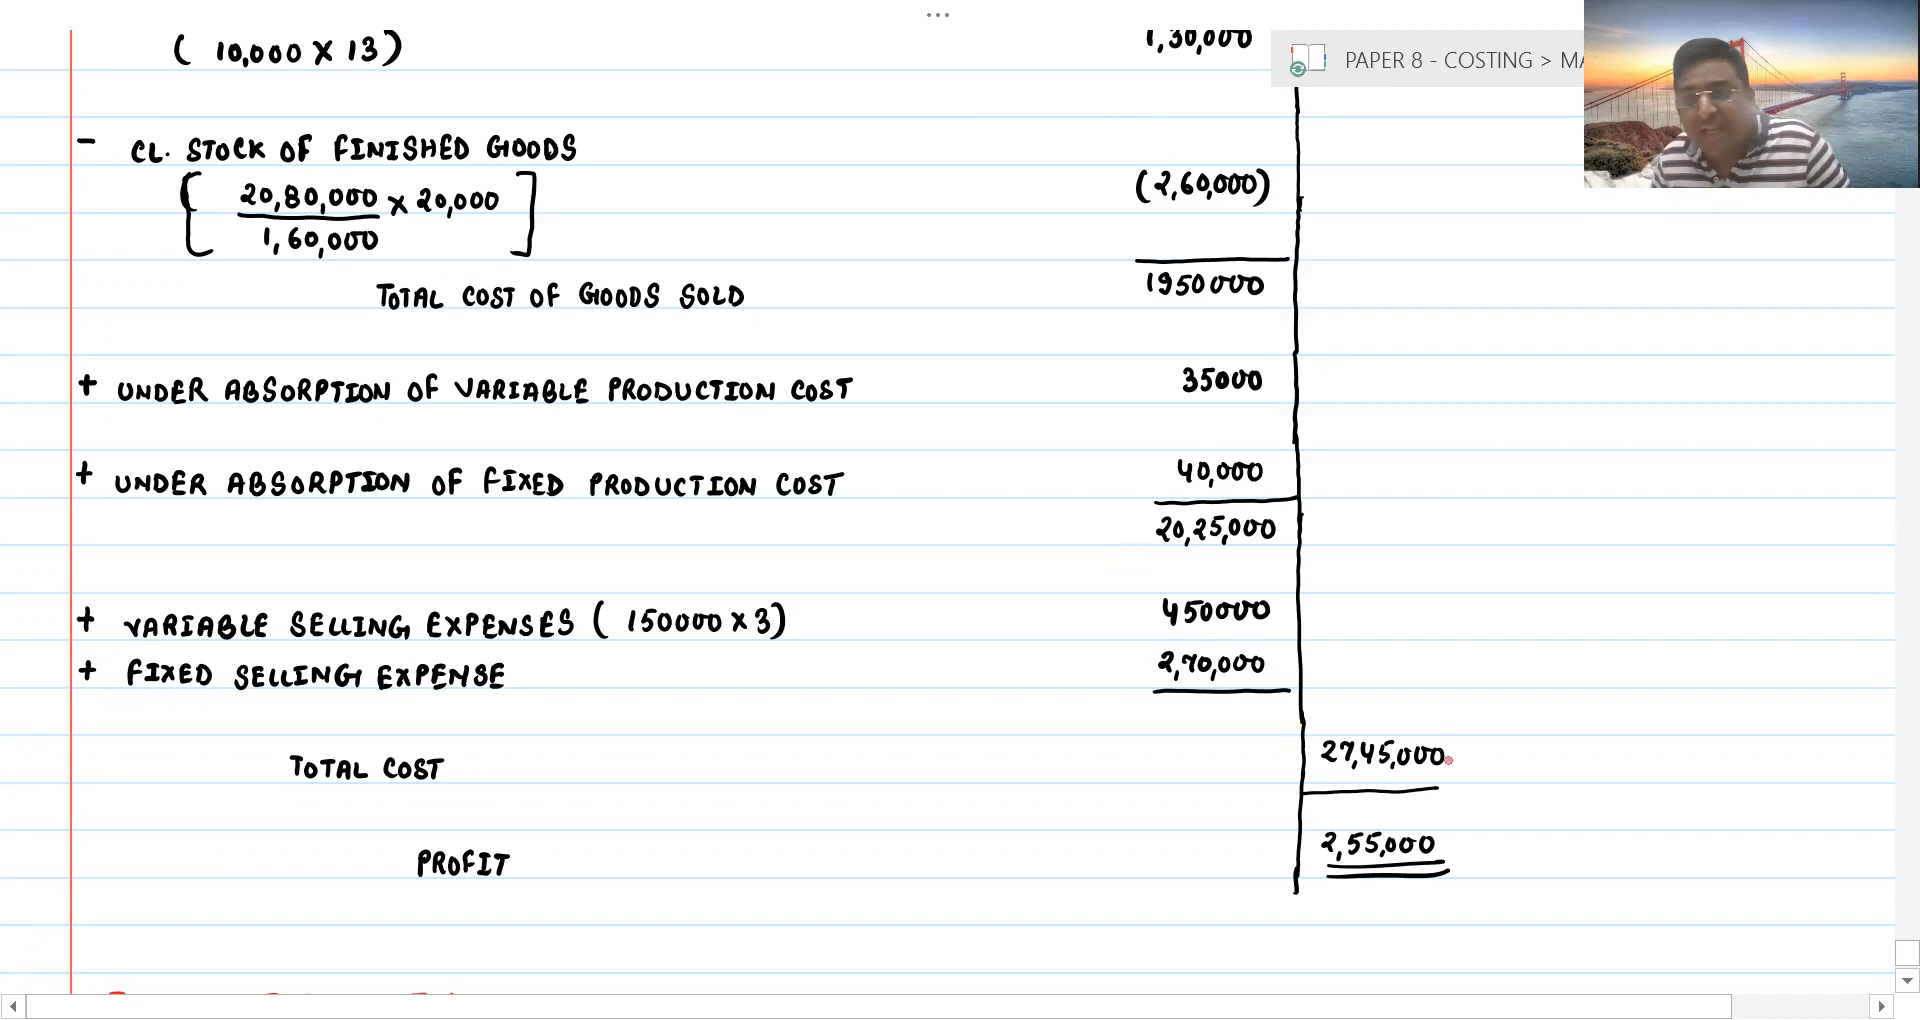 ...
( 10,000 × 13) 1,30,000
PAPER 8 - COSTING >
- CL. STOCK OF FINISHED GOODS
[ 20,80,000 × 20,000 ] (2,60,000)
1,60,000
TOTAL COST OF GOODS SOLD 1950000
+ UNDER ABSORPTION OF VARIABLE PRODUCTION COST 35000
+ UNDER ABSORPTION OF FIXED PRODUCTION COST 40,000
20,25,000
+ VARIABLE SELLING EXPENSES ( 150000 × 3) 450000
+ FIXED SELLING EXPENSE 2,70,000
TOTAL COST 27,45,000
PROFIT 2,55,000